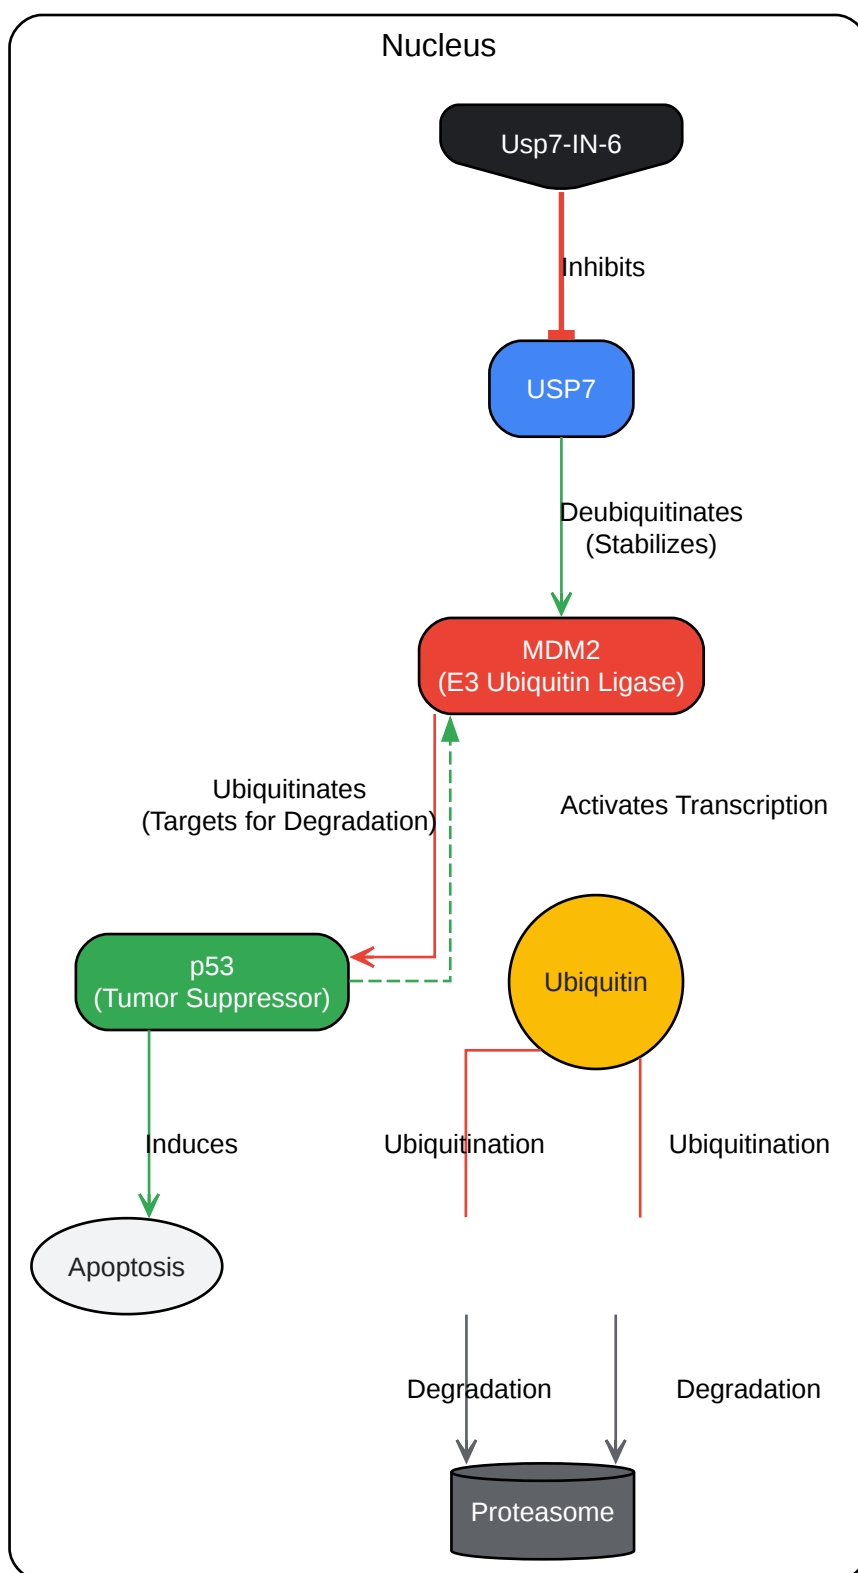 Nucleus
Usp7-IN-6
Inhibits
USP7
Deubiquitinates
(Stabilizes)
MDM2
(E3 Ubiquitin Ligase)
Ubiquitinates
(Targets for Degradation)
Activates Transcription
p53
(Tumor Suppressor)
Ubiquitin
Induces
Ubiquitination
Ubiquitination
Apoptosis
Degradation
Degradation
Proteasome